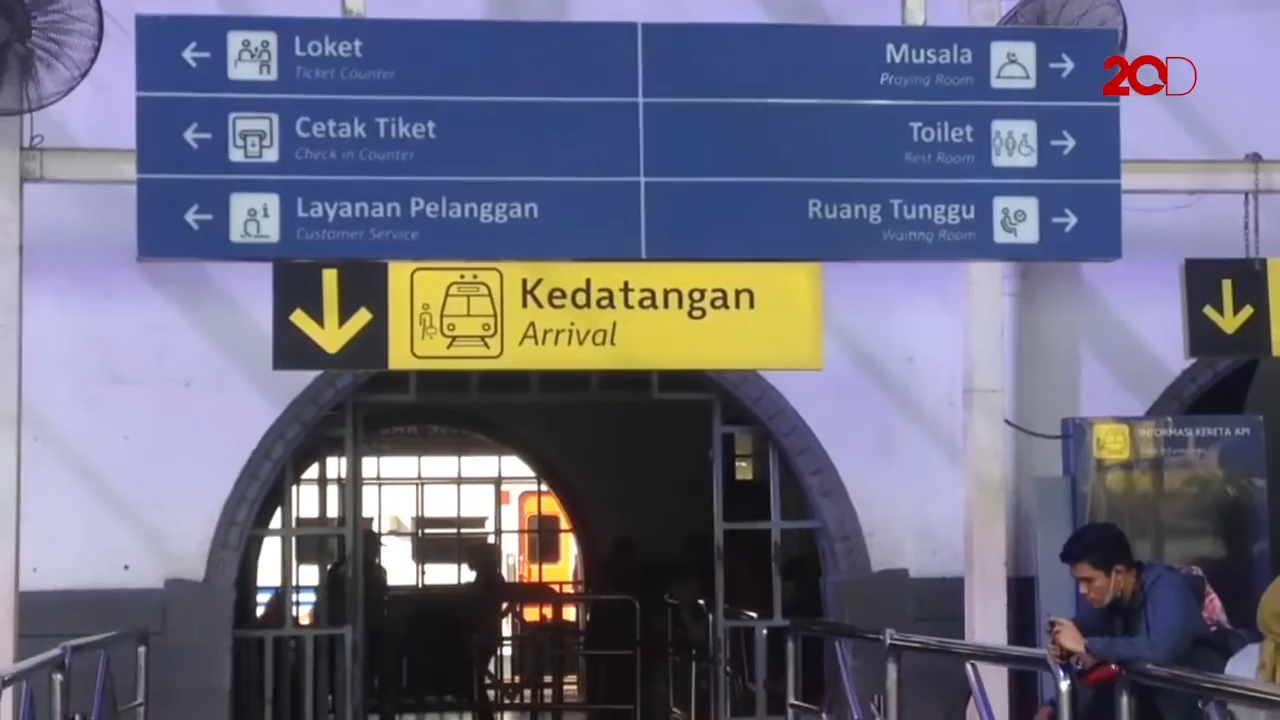 Loket
Ticket Counter
Cetak Tiket
Check in Counter
Layanan Pelanggan
Customer Service
Musala
Praying Room
Toilet
Rest Room
Ruang Tunggu
Waiting Room
Kedatangan
Arrival
INFORMASI KERETA API
20D